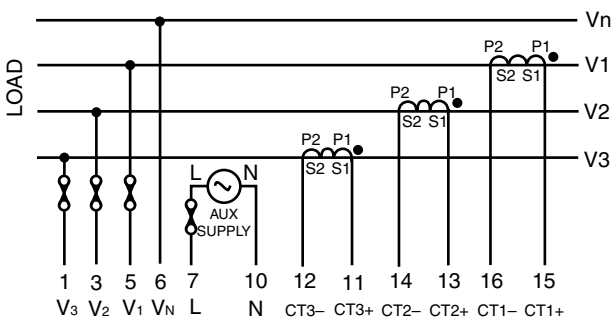 Vn
P2 P1
V1
S2 S1
LOAD
P2 P1
V2
S2 S1
P2 P1
V3
S2 S1
L N
AUX
SUPPLY
1 3 5 6 7 10 12 11 14 13 16 15
V3 V2 V1 VN L N CT3– CT3+ CT2– CT2+ CT1– CT1+